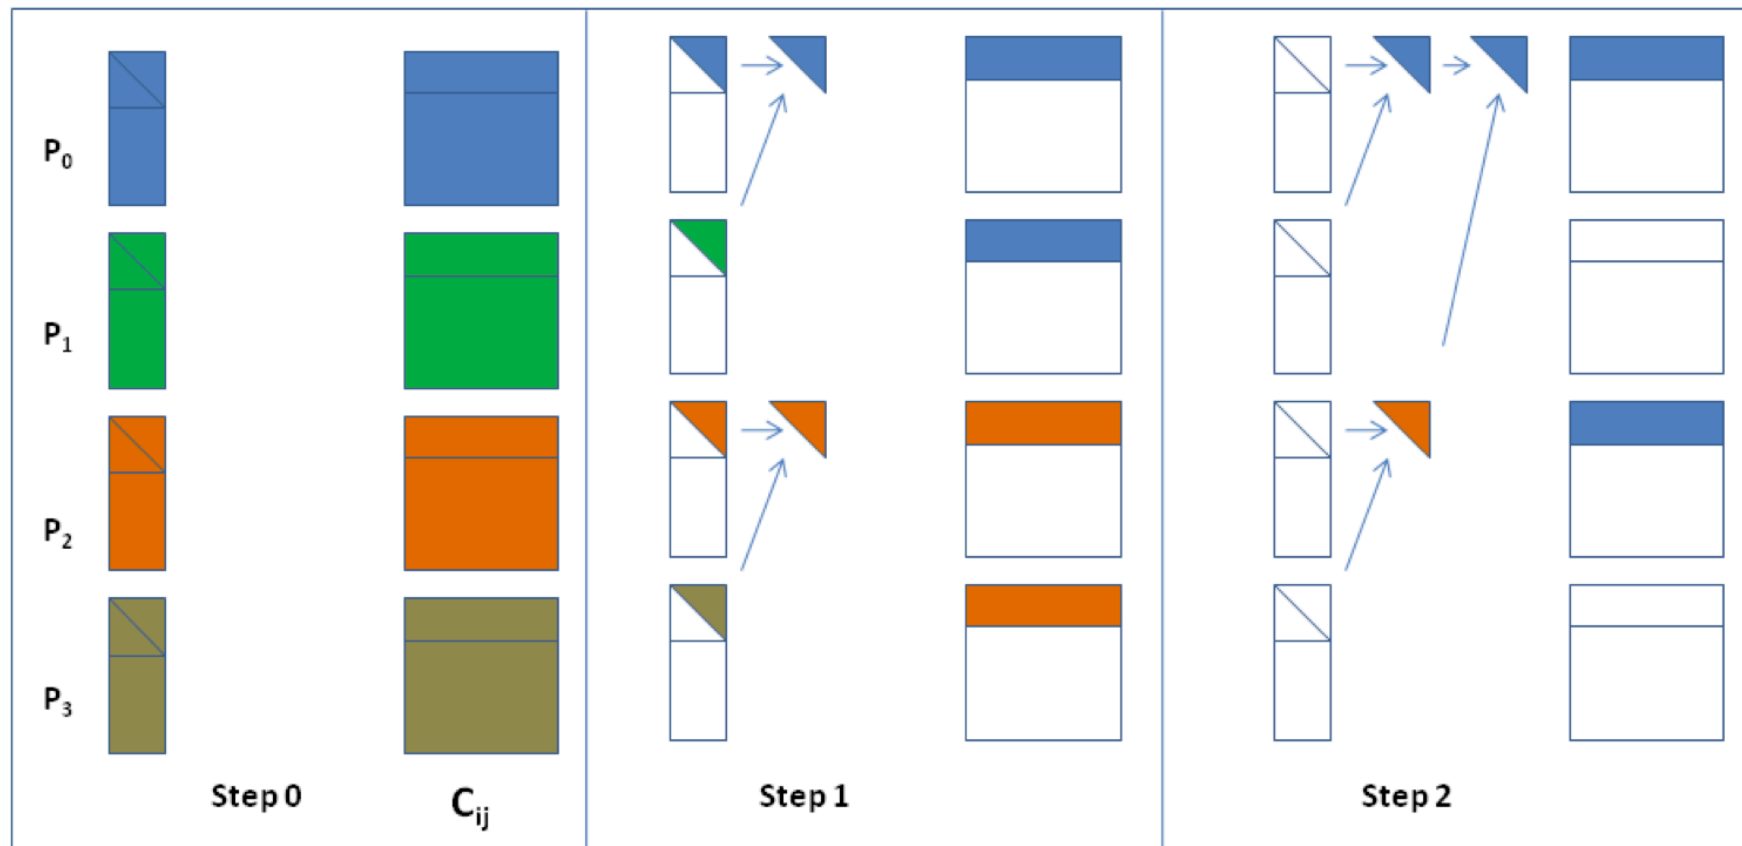 P₀
P₁
P₂
P₃
Step 0
Cᵢⱼ
Step 1
Step 2